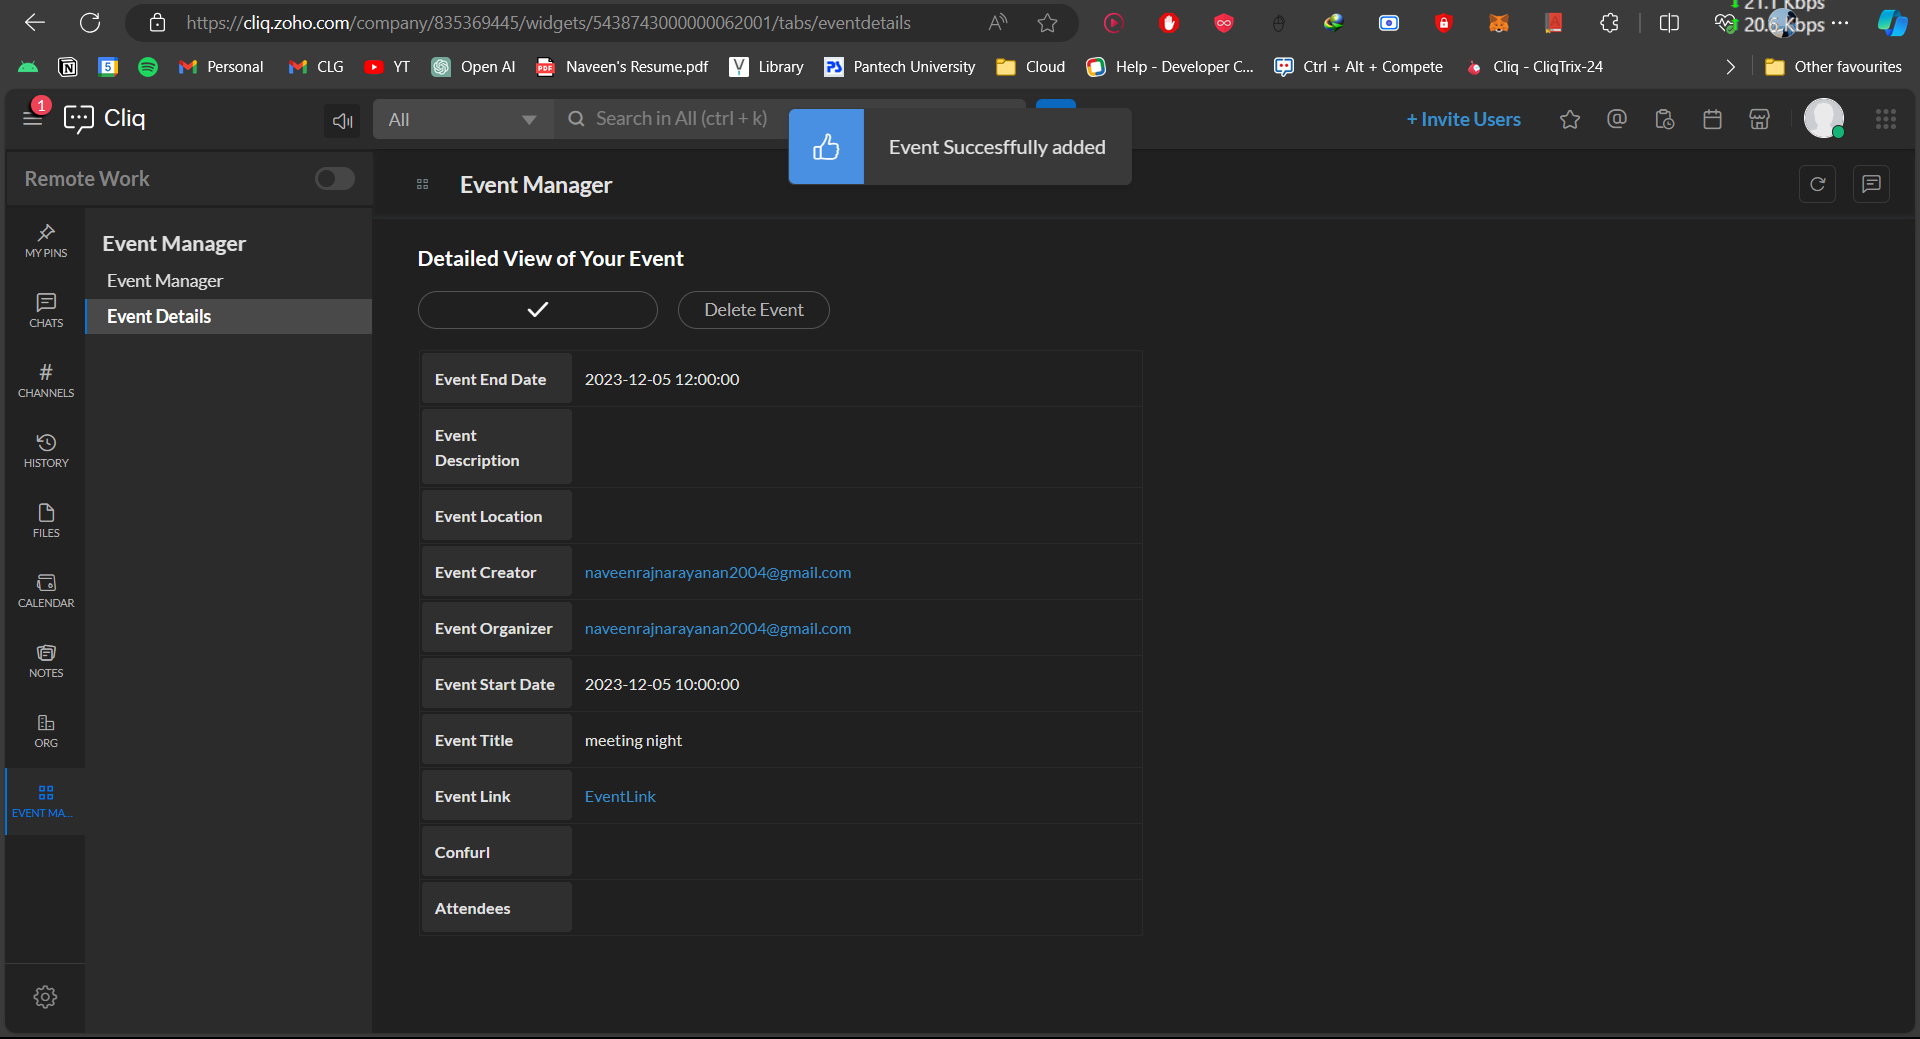 https://cliq.zoho.com/company/835369445/widgets/5438743000000062001/tabs/eventdetails
21.1 Kbps
20.6 Kbps
5 Personal CLG YT Open AI PDF Naveen's Resume.pdf Library PS Pantech University Cloud Help - Developer C... Ctrl + Alt + Compete Cliq - CliqTrix-24 Other favourites
1
Cliq
All
Search in All (ctrl + k)
Event Succesffully added
+ Invite Users
Remote Work
Event Manager
MY PINS
CHATS
CHANNELS
HISTORY
FILES
CALENDAR
NOTES
ORG
EVENT MA...
Event Manager
Event Manager
Event Details
Detailed View of Your Event
Delete Event
Event End Date 2023-12-05 12:00:00
Event
Description
Event Location
Event Creator naveenrajnarayanan2004@gmail.com
Event Organizer naveenrajnarayanan2004@gmail.com
Event Start Date 2023-12-05 10:00:00
Event Title meeting night
Event Link EventLink
Confurl
Attendees